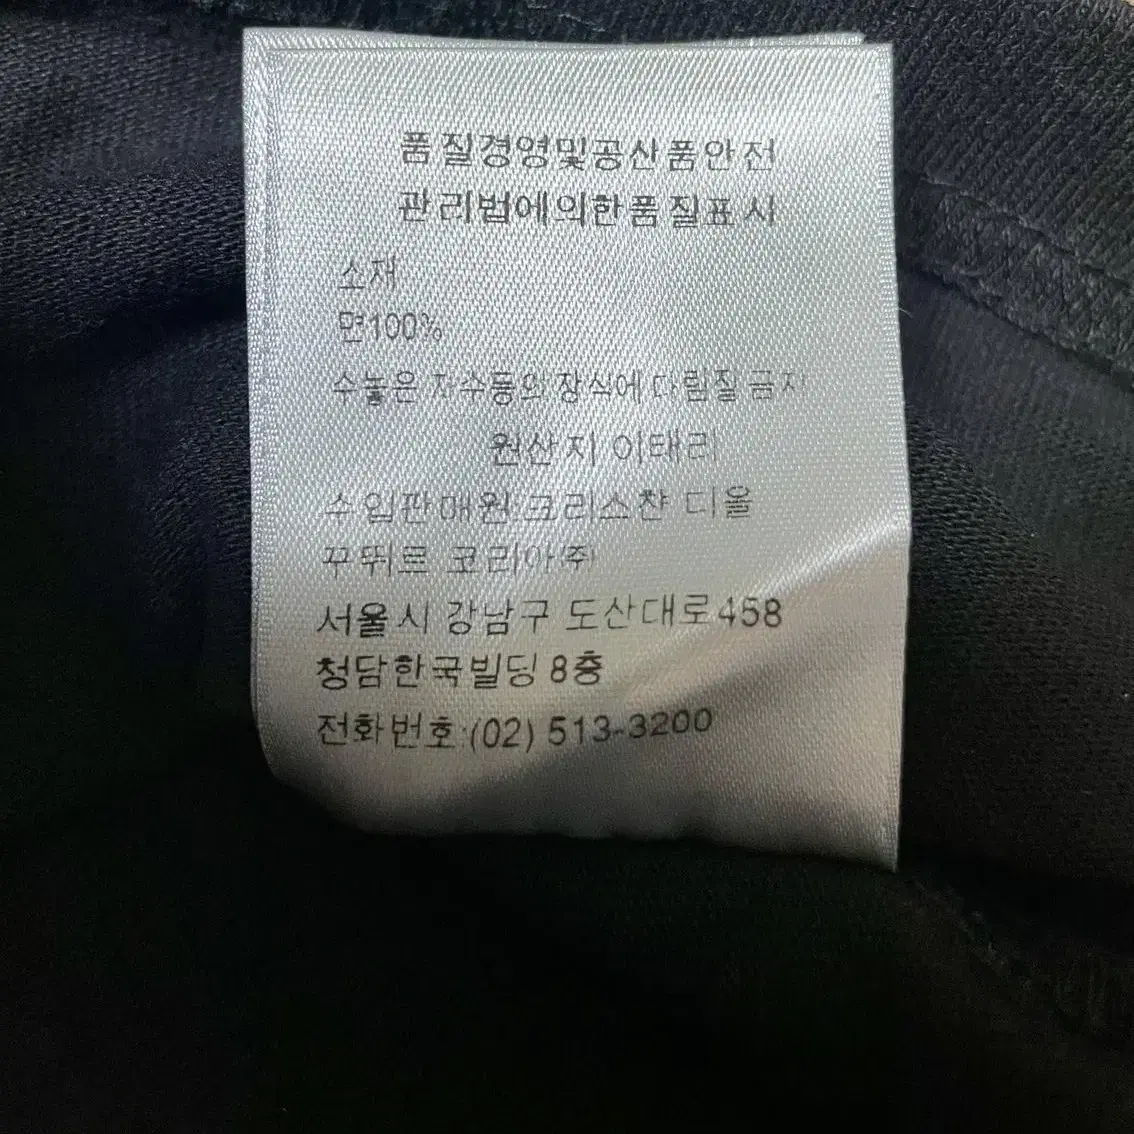 품질경영및공산품안전
관리법에의한품질표시
소재
면100%
수놓은 자수등의 장식에 다림질 금지
원산지 이태리
수입판매원:크리스찬 디올
꾸뛰르 코리아(주)
서울시 강남구 도산대로458
청담한국빌딩 8층
전화번호:(02) 513-3200